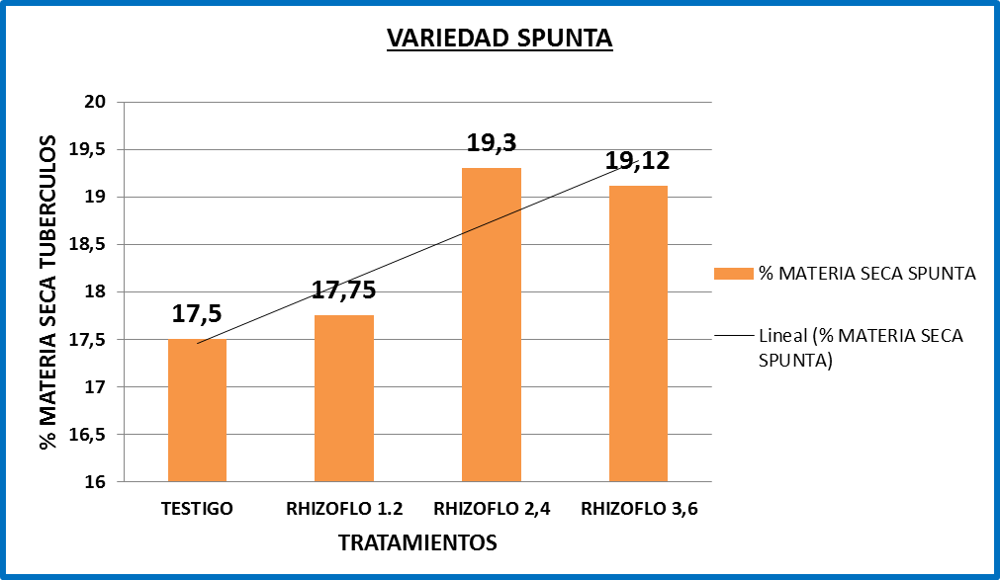 VARIEDAD SPUNTA
% MATERIA SECA TUBERCULOS
20
19,5
19
18,5
18
17,5
17
16,5
16
17,5
17,75
19,3
19,12
TESTIGO
RHIZOFLO 1.2
RHIZOFLO 2,4
RHIZOFLO 3,6
TRATAMIENTOS
% MATERIA SECA SPUNTA
Lineal (% MATERIA SECA
SPUNTA)